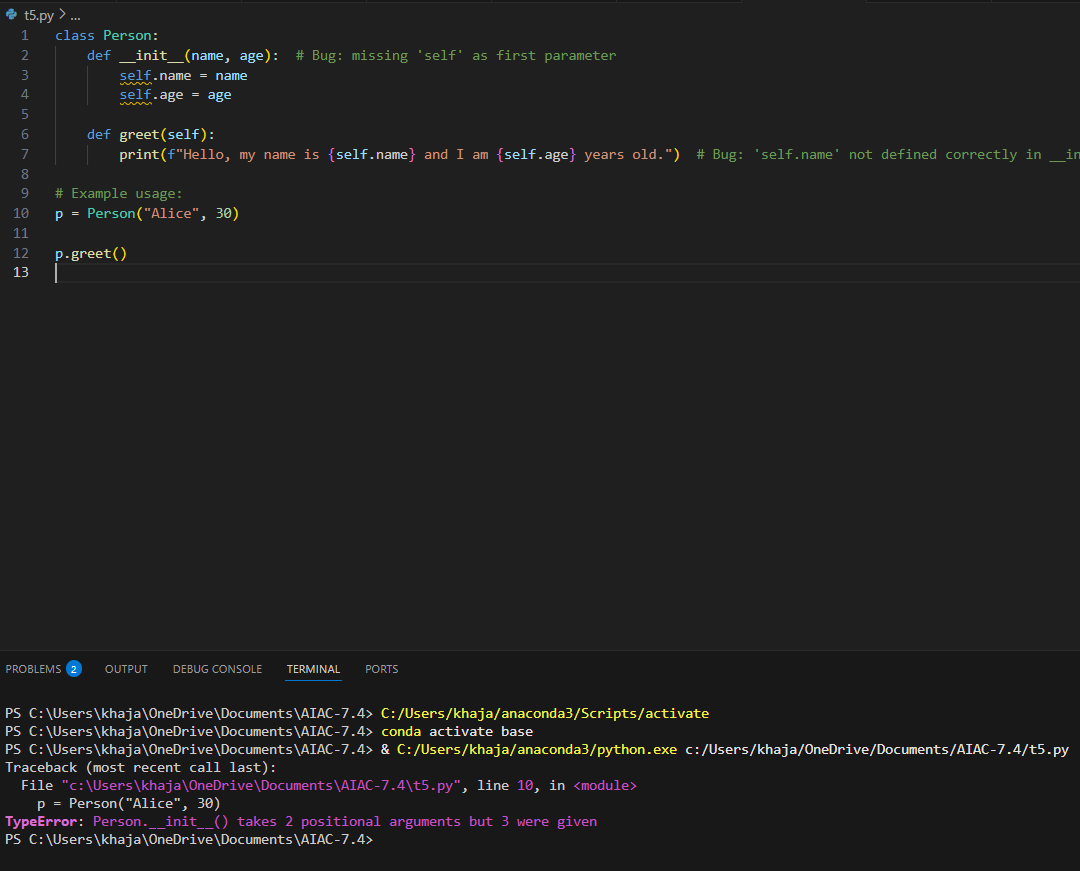 t5.py > ...
1 class Person:
2     def __init__(name, age):  # Bug: missing 'self' as first parameter
3         self.name = name
4         self.age = age
5
6     def greet(self):
7         print(f"Hello, my name is {self.name} and I am {self.age} years old.")  # Bug: 'self.name' not defined correctly in __in
8
9 # Example usage:
10 p = Person("Alice", 30)
11
12 p.greet()
13
PROBLEMS 2 OUTPUT DEBUG CONSOLE TERMINAL PORTS
PS C:\Users\khaja\OneDrive\Documents\AIAC-7.4> C:/Users/khaja/anaconda3/Scripts/activate
PS C:\Users\khaja\OneDrive\Documents\AIAC-7.4> conda activate base
PS C:\Users\khaja\OneDrive\Documents\AIAC-7.4> & C:/Users/khaja/anaconda3/python.exe c:/Users/khaja/OneDrive/Documents/AIAC-7.4/t5.py
Traceback (most recent call last):
  File "c:\Users\khaja\OneDrive\Documents\AIAC-7.4\t5.py", line 10, in <module>
    p = Person("Alice", 30)
TypeError: Person.__init__() takes 2 positional arguments but 3 were given
PS C:\Users\khaja\OneDrive\Documents\AIAC-7.4>